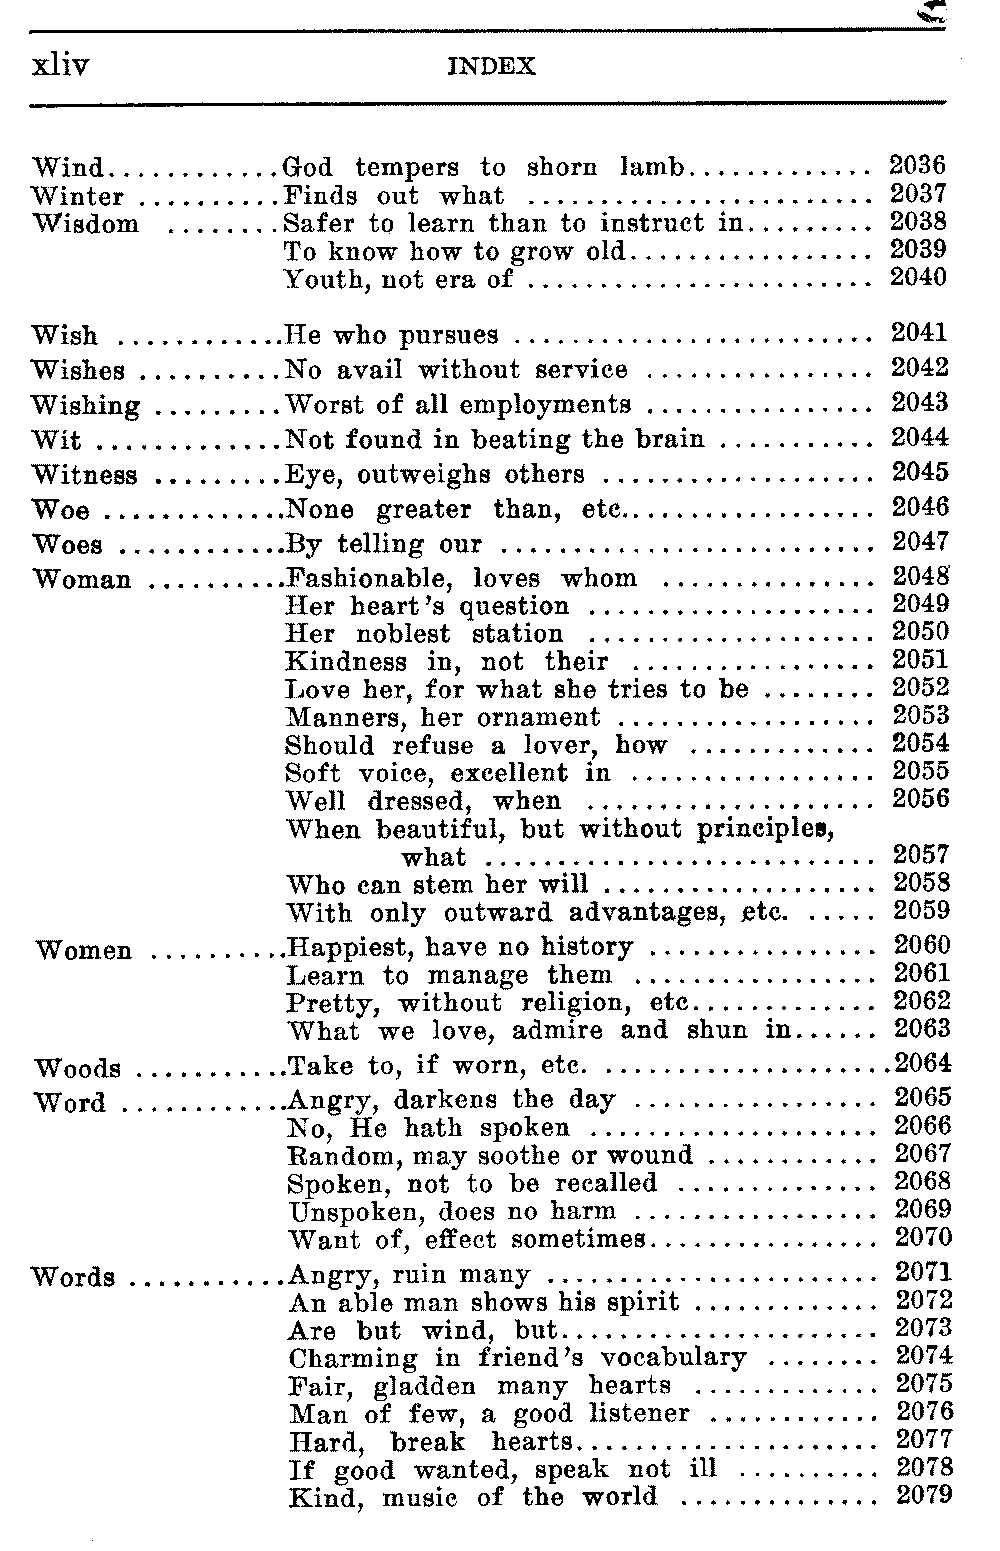 xliv INDEX
Wind............God tempers to shorn lamb............. 2036
Winter ..........Finds out what ........................ 2037
Wisdom ........Safer to learn than to instruct in......... 2038
To know how to grow old................. 2039
Youth, not era of ........................ 2040
Wish ............He who pursues ......................... 2041
Wishes ..........No avail without service ................ 2042
Wishing .........Worst of all employments ................ 2043
Wit .............Not found in beating the brain ........... 2044
Witness .........Eye, outweighs others ................... 2045
Woe .............None greater than, etc.................. 2046
Woes ............By telling our .......................... 2047
Woman ..........Fashionable, loves whom ............... 2048
Her heart's question .................... 2049
Her noblest station .................... 2050
Kindness in, not their ................. 2051
Love her, for what she tries to be ........ 2052
Manners, her ornament .................. 2053
Should refuse a lover, how ............. 2054
Soft voice, excellent in ................. 2055
Well dressed, when .................... 2056
When beautiful, but without principles,
what ........................... 2057
Who can stem her will ................... 2058
With only outward advantages, etc. ..... 2059
Women ..........Happiest, have no history ................ 2060
Learn to manage them ................. 2061
Pretty, without religion, etc............. 2062
What we love, admire and shun in...... 2063
Woods ...........Take to, if worn, etc. ....................2064
Word ............Angry, darkens the day ................. 2065
No, He hath spoken .................... 2066
Random, may soothe or wound ............ 2067
Spoken, not to be recalled .............. 2068
Unspoken, does no harm ................. 2069
Want of, effect sometimes................ 2070
Words ...........Angry, ruin many ....................... 2071
An able man shows his spirit ............. 2072
Are but wind, but...................... 2073
Charming in friend's vocabulary ........ 2074
Fair, gladden many hearts ............. 2075
Man of few, a good listener ............ 2076
Hard, break hearts..................... 2077
If good wanted, speak not ill .......... 2078
Kind, music of the world .............. 2079